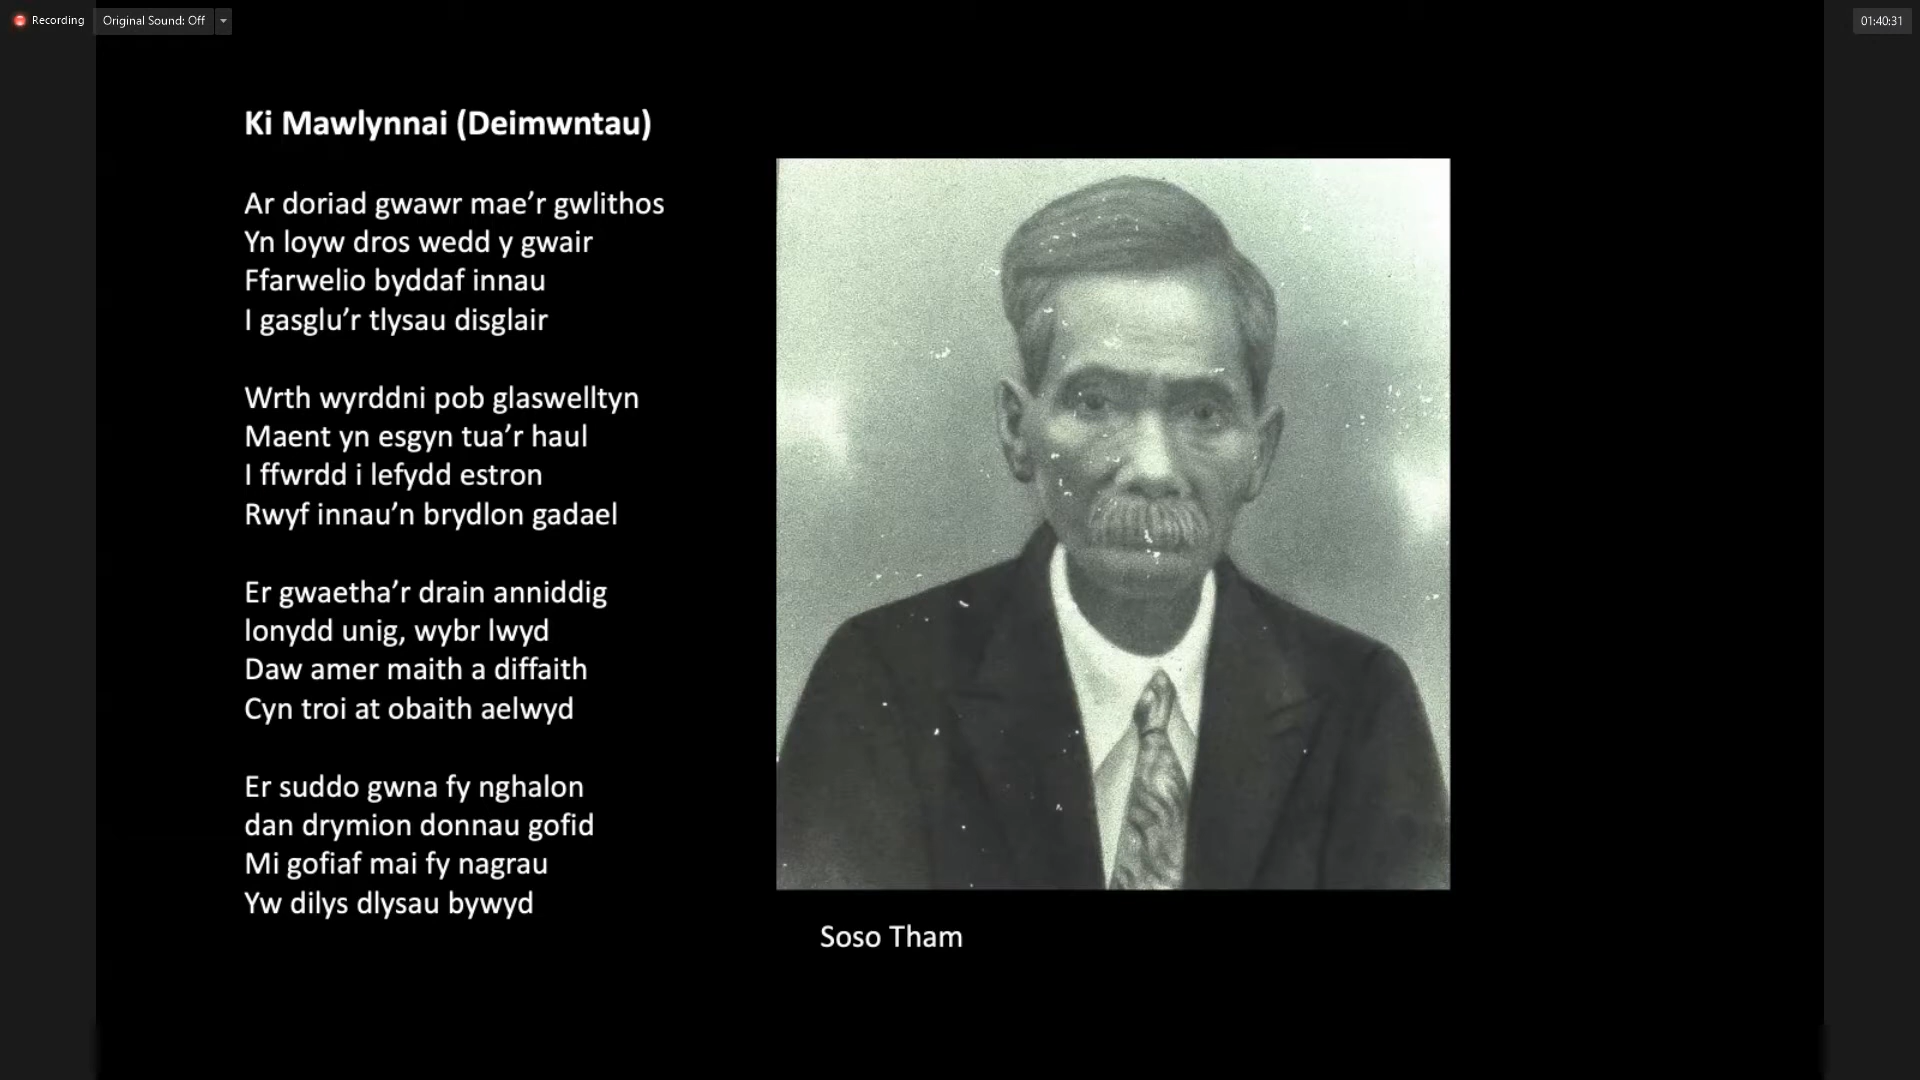 Recording
Original Sound: Off
01:40:31
Ki Mawlynnai (Deimwntau)
Ar doriad gwawr mae’r gwlithos
Yn loyw dros wedd y gwair
Ffarwelio byddaf innau
I gasglu’r tlysau disglair
Wrth wyrddni pob glaswelltyn
Maent yn esgyn tua’r haul
I ffwrdd i lefydd estron
Rwyf innau’n brydlon gadael
Er gwaetha’r drain anniddig
lonydd unig, wybr lwyd
Daw amer maith a diffaith
Cyn troi at obaith aelwyd
Er suddo gwna fy nghalon
dan drymion donnau gofid
Mi gofiaf mai fy nagrau
Yw dilys dlysau bywyd
Soso Tham